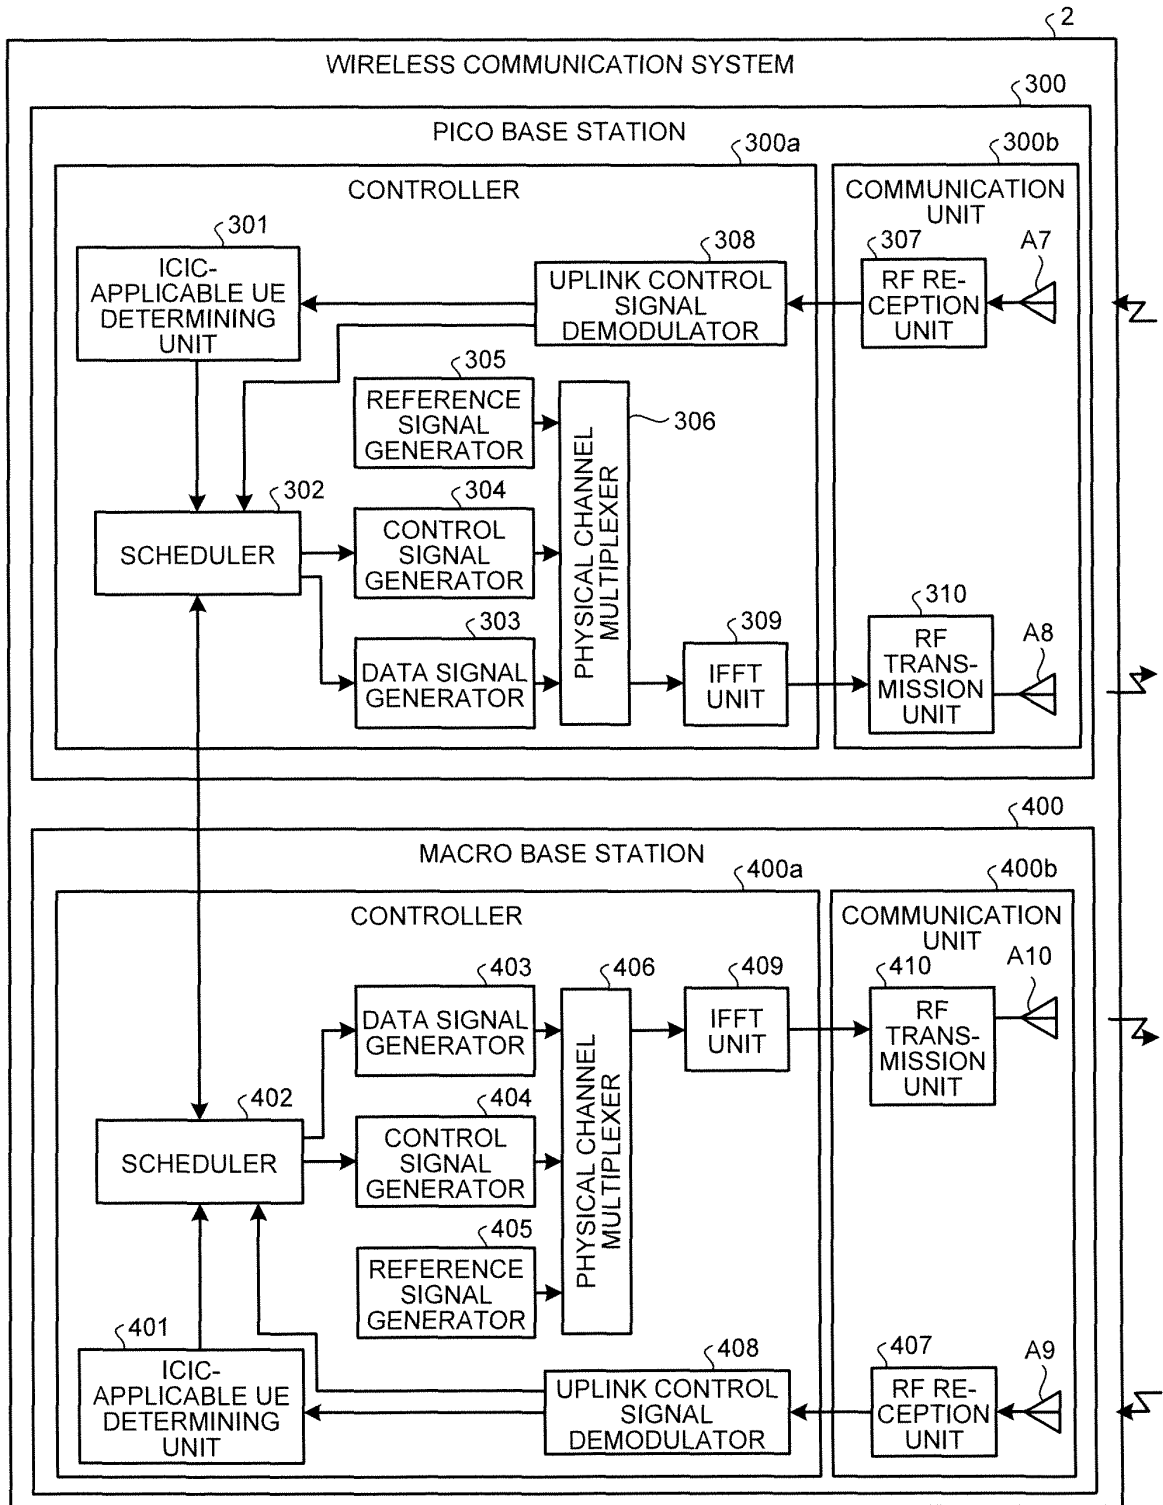 2
WIRELESS COMMUNICATION SYSTEM
300
PICO BASE STATION
300a
300b
CONTROLLER
COMMUNICATION
UNIT
301
ICIC-
APPLICABLE UE
DETERMINING
UNIT
308
UPLINK CONTROL
SIGNAL
DEMODULATOR
307
RF RE-
CEPTION
UNIT
A7
305
REFERENCE
SIGNAL
GENERATOR
306
PHYSICAL CHANNEL
MULTIPLEXER
302
SCHEDULER
304
CONTROL
SIGNAL
GENERATOR
303
DATA SIGNAL
GENERATOR
309
IFFT
UNIT
310
RF
TRANS-
MISSION
UNIT
A8
400
MACRO BASE STATION
400a
400b
CONTROLLER
COMMUNICATION
UNIT
403
DATA SIGNAL
GENERATOR
406
PHYSICAL CHANNEL
MULTIPLEXER
409
IFFT
UNIT
410
RF
TRANS-
MISSION
UNIT
A10
402
SCHEDULER
404
CONTROL
SIGNAL
GENERATOR
405
REFERENCE
SIGNAL
GENERATOR
401
ICIC-
APPLICABLE UE
DETERMINING
UNIT
408
UPLINK CONTROL
SIGNAL
DEMODULATOR
407
RF RE-
CEPTION
UNIT
A9